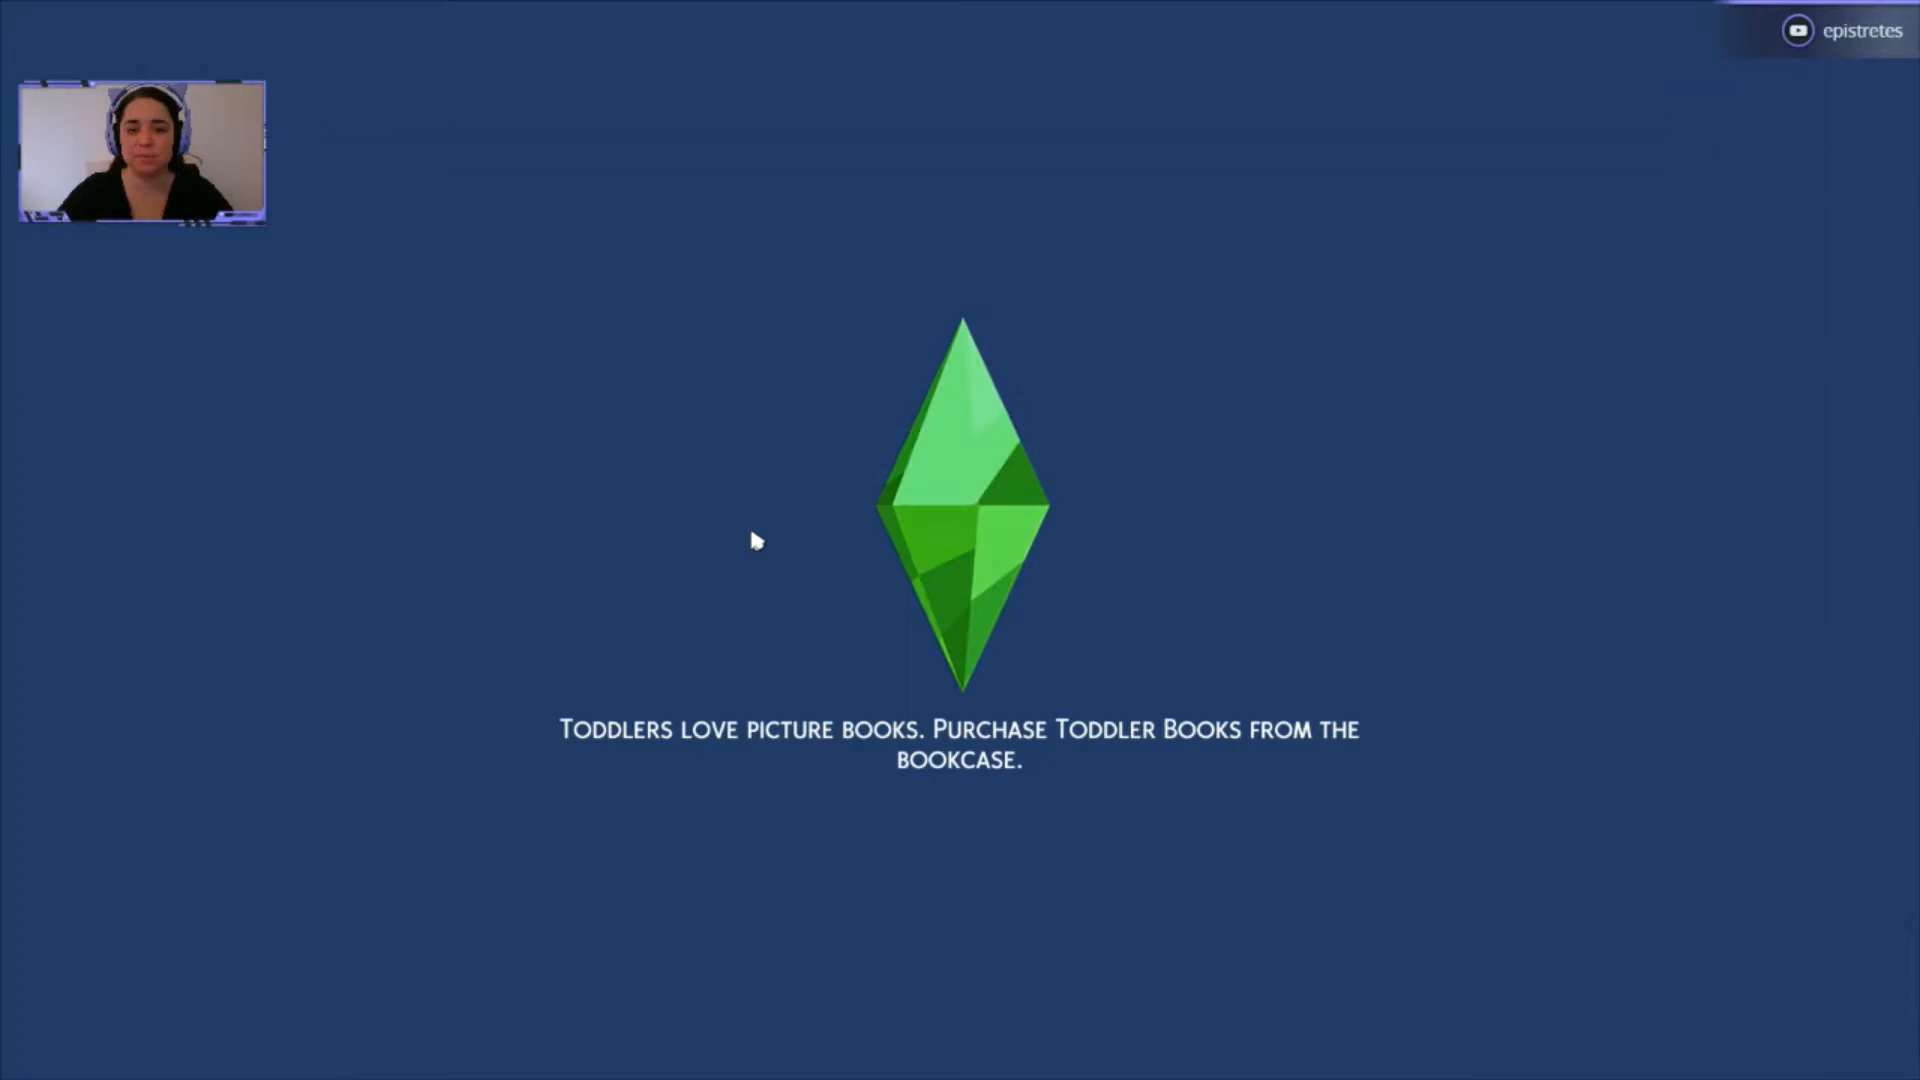 epistretes
Toddlers love picture books. Purchase Toddler Books from the
bookcase.